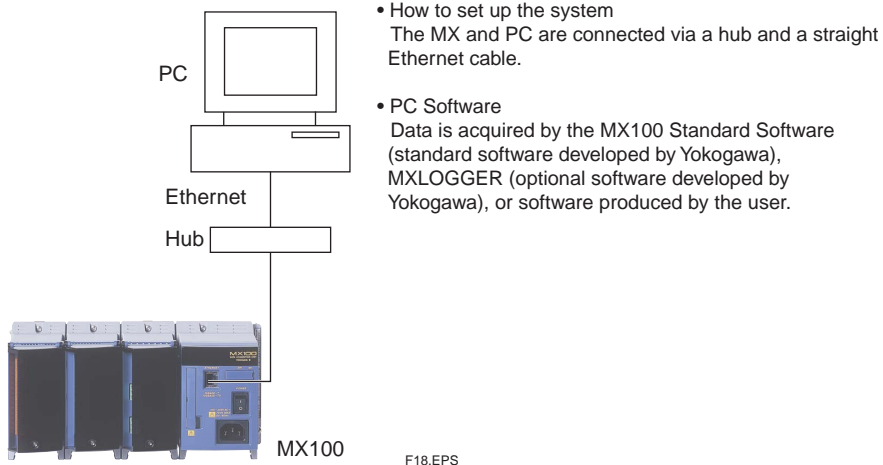 • How to set up the system
The MX and PC are connected via a hub and a straight
Ethernet cable.
PC
• PC Software
Data is acquired by the MX100 Standard Software
(standard software developed by Yokogawa),
MXLOGGER (optional software developed by
Yokogawa), or software produced by the user.
Ethernet
Hub
MX100
MX100
F18.EPS